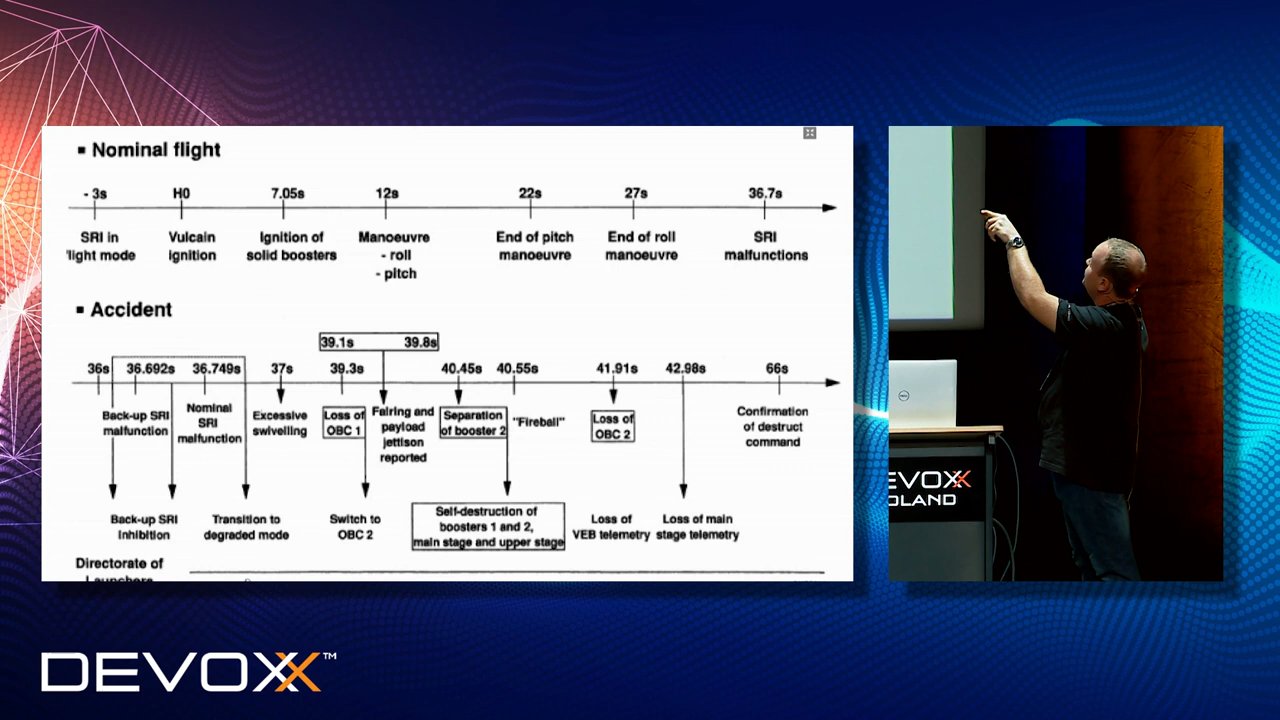 ▪ Nominal flight
- 3s H0 7.05s 12s 22s 27s 36.7s
SRI in Vulcain Ignition of Manoeuvre End of pitch End of roll SRI
light mode Ignition solid boosters - roll manoeuvre manoeuvre malfunctions
- pitch
▪ Accident
39.1s 39.8s
36s 36.692s 36.749s 37s 39.3s 40.45s 40.55s 41.91s 42.98s 66s
Back-up SRI
malfunction
Nominal
SRI
malfunction
Excessive
swivelling
Loss of
OBC 1
Fairing and
payload
jettison
reported
Separation
of booster 2
"Fireball"
Loss of
OBC 2
Confirmation
of destruct
command
Back-up SRI
Inhibition
Transition to
degraded mode
Switch to
OBC 2
Self-destruction of
boosters 1 and 2,
main stage and upper stage
Loss of
VEB telemetry
Loss of main
stage telemetry
Directorate of
Launchers
EVOXX
OLAND
DEVOXX™